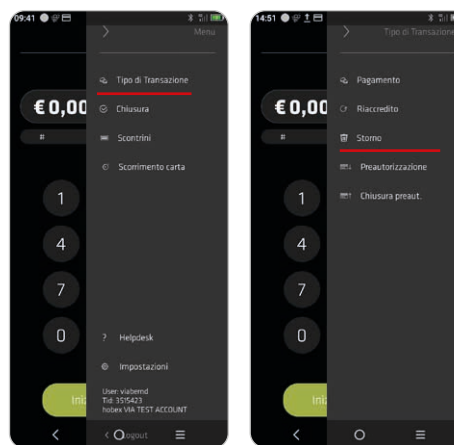 09:41
Menu
Tipo di Transazione
€ 0,00
Chiusura
#
Scontrini
Scorrimento carta
1
4
7
0
? Helpdesk
Impostazioni
Ini
User: viabernd
Tid: 3515423
hobex VIA TEST ACCOUNT
Logout
14:51
Tipo di Transazione
Pagamento
€ 0,00
Riaccredito
#
Storno
Preautorizzazione
Chiusura preaut.
1
4
7
0
Ini